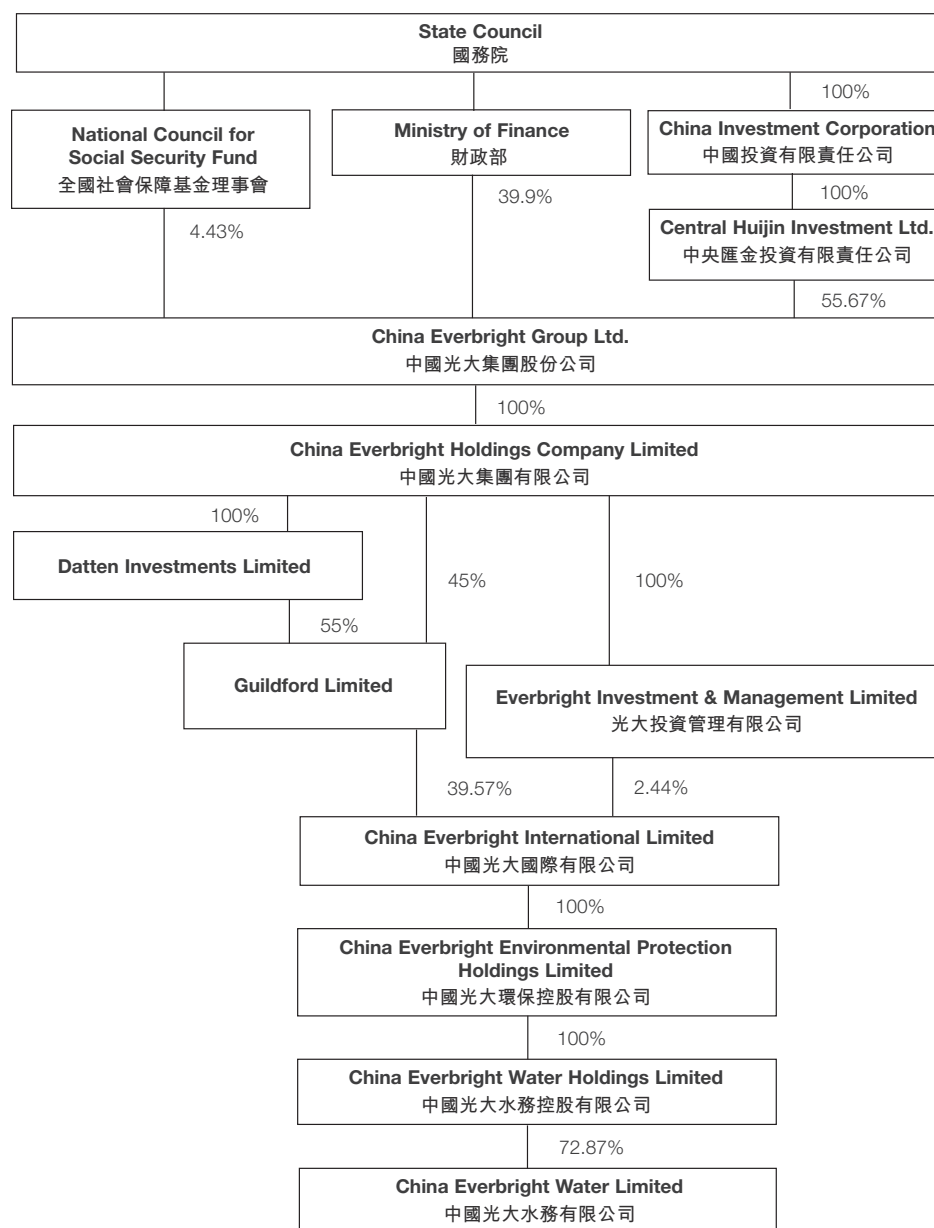 State Council
國務院
100%
National Council for
Social Security Fund
全國社會保障基金理事會
Ministry of Finance
財政部
China Investment Corporation
中國投資有限責任公司
4.43%
39.9%
100%
Central Huijin Investment Ltd.
中央匯金投資有限責任公司
55.67%
China Everbright Group Ltd.
中國光大集團股份公司
100%
China Everbright Holdings Company Limited
中國光大集團有限公司
100%
Datten Investments Limited
45%
100%
55%
Guildford Limited
Everbright Investment & Management Limited
光大投資管理有限公司
39.57%
2.44%
China Everbright International Limited
中國光大國際有限公司
100%
China Everbright Environmental Protection
Holdings Limited
中國光大環保控股有限公司
100%
China Everbright Water Holdings Limited
中國光大水務控股有限公司
72.87%
China Everbright Water Limited
中國光大水務有限公司